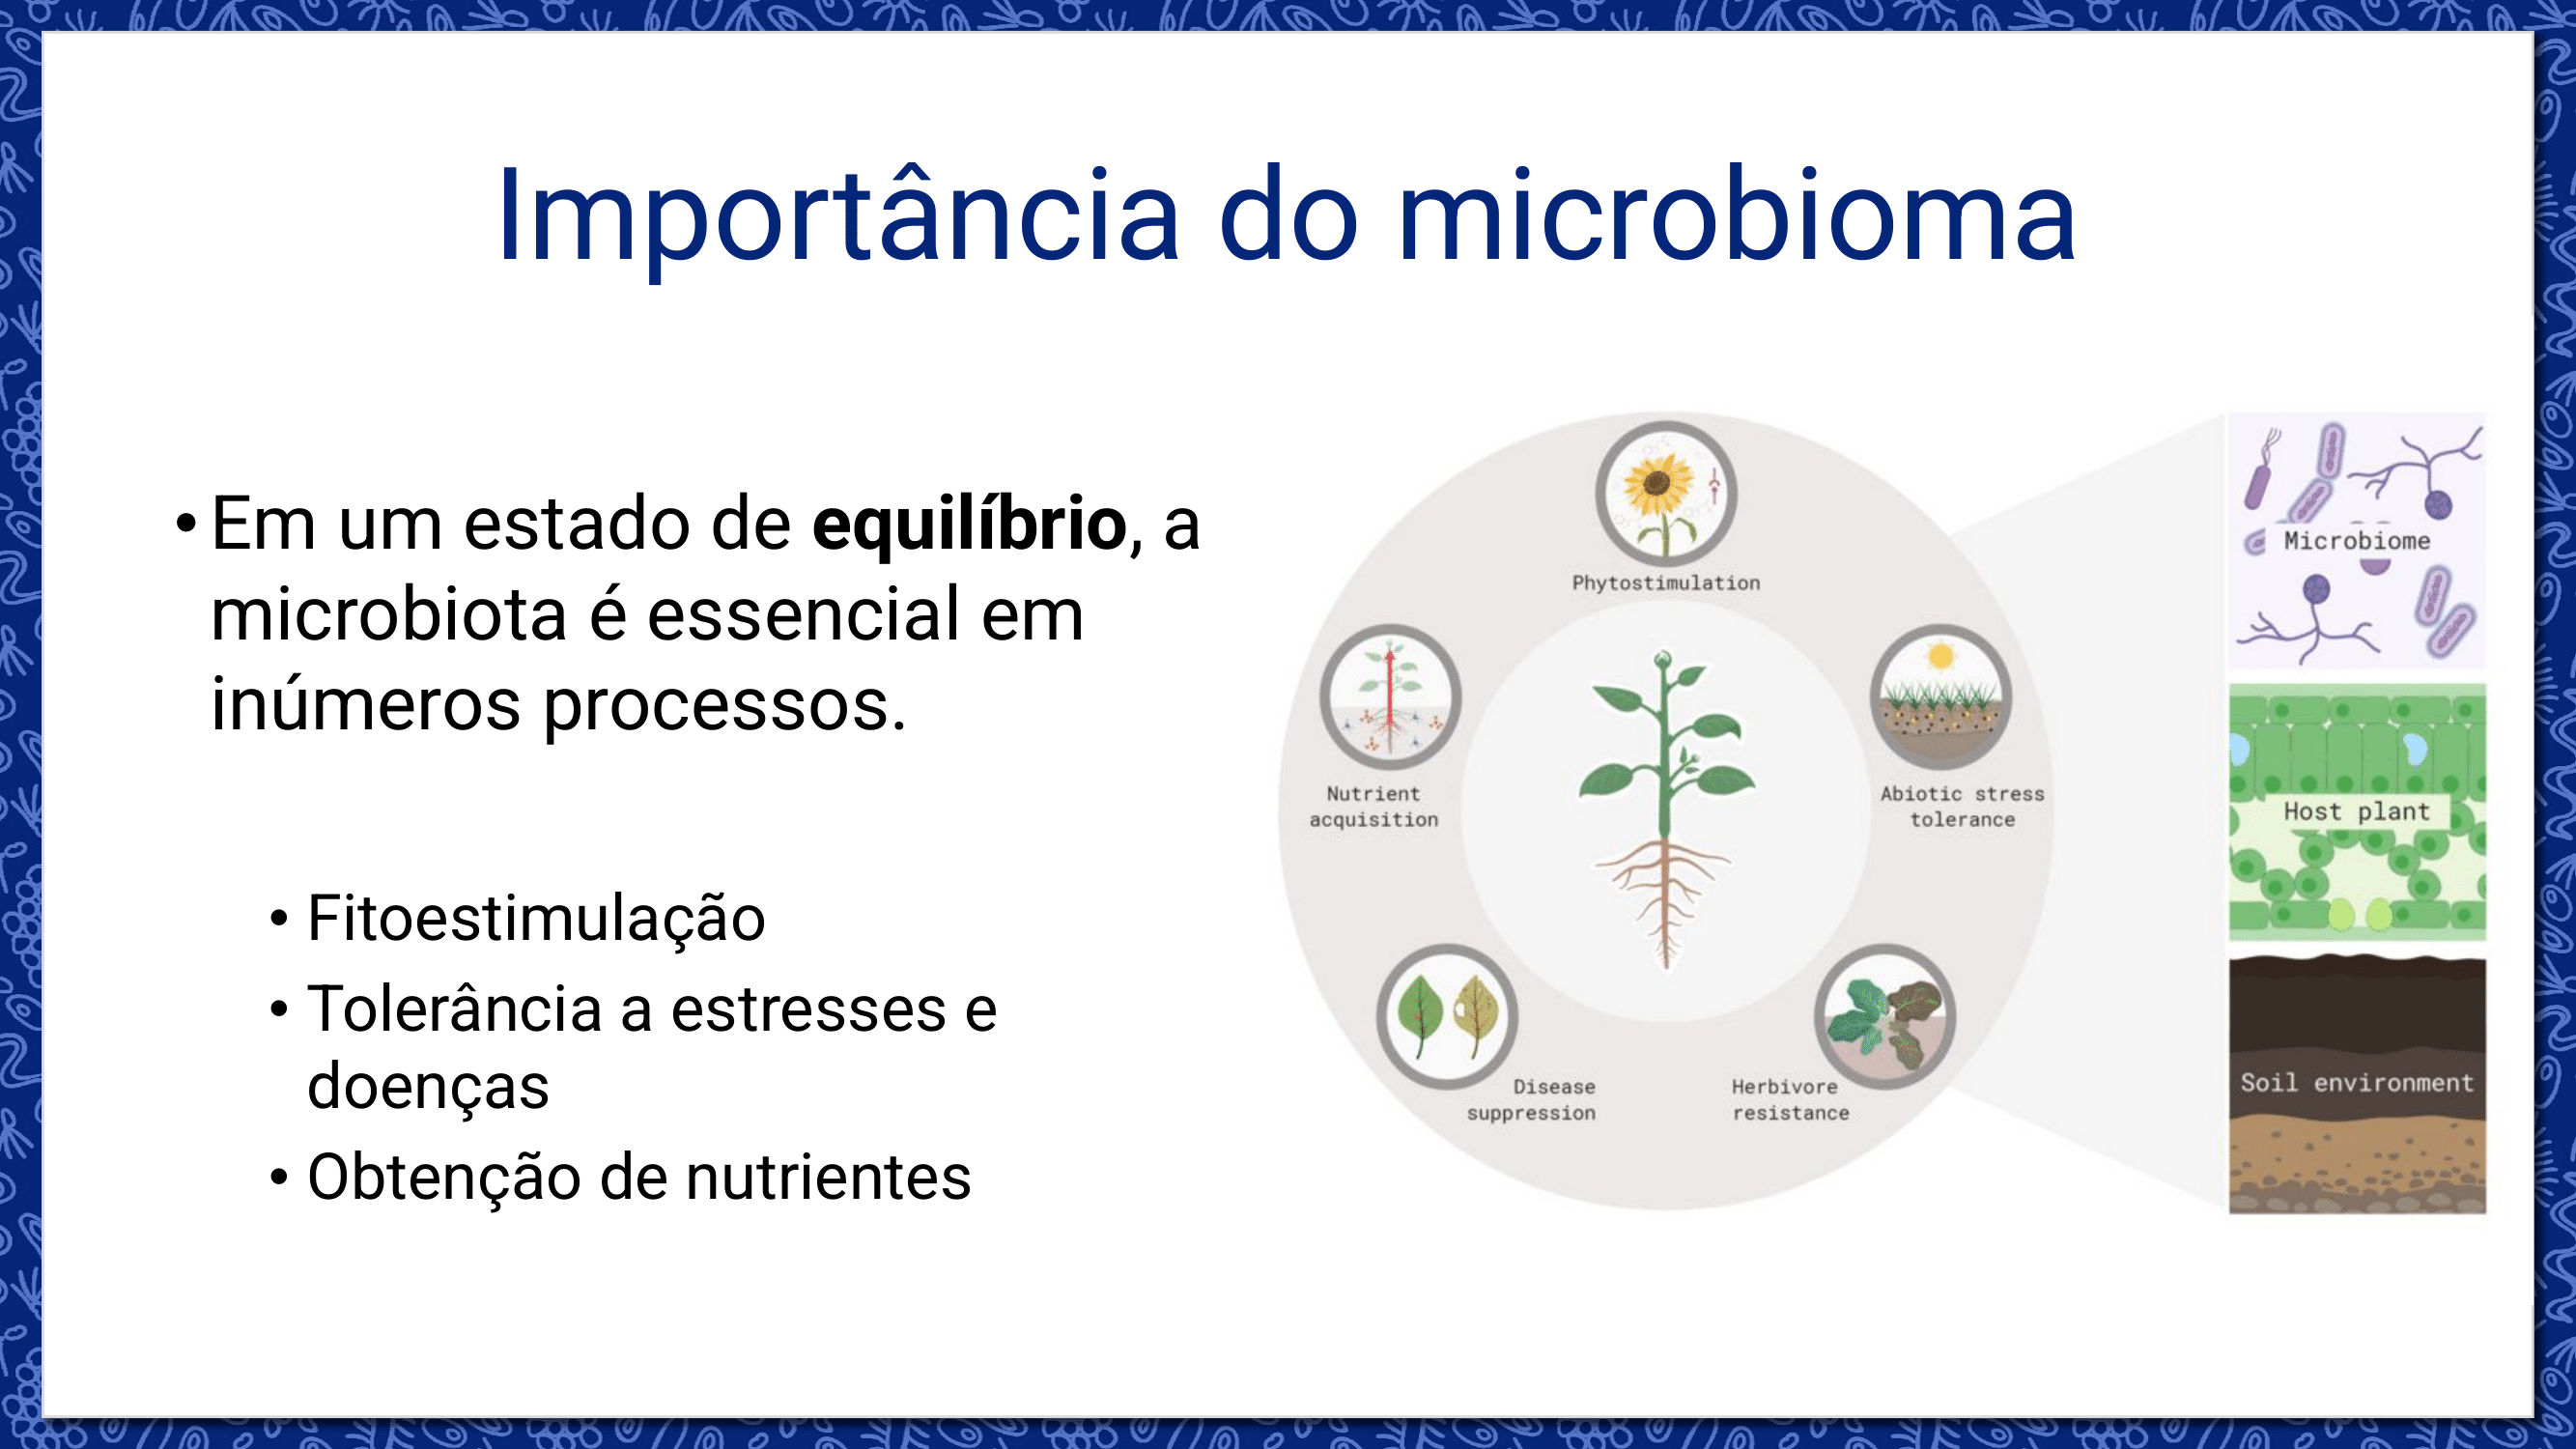 Importância do microbioma
• Em um estado de equilíbrio, a
microbiota é essencial em
inúmeros processos.
• Fitoestimulação
• Tolerância a estresses e
doenças
• Obtenção de nutrientes
Phytostimulation
Nutrient
acquisition
Abiotic stress
tolerance
Disease
suppression
Herbivore
resistance
Microbiome
Host plant
Soil environment